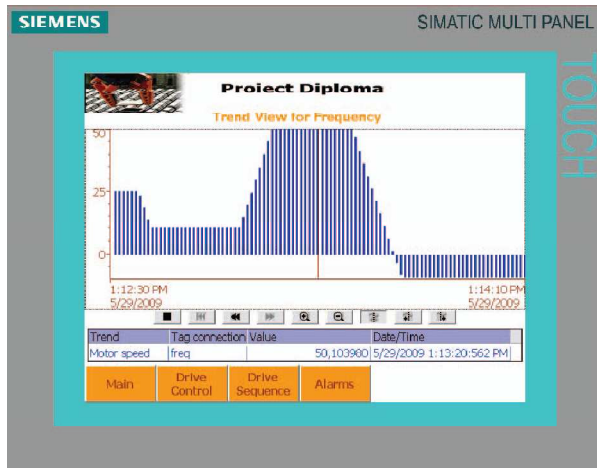 SIEMENS
SIMATIC MULTI PANEL
TOUCH
Proiect Diploma
Trend View for Frequency
50
25
0
1:12:30 PM
5/29/2009
1:14:10 PM
5/29/2009
Trend Tag connection Value Date/Time
Motor speed freq 50,103980 5/29/2009 1:13:20:562 PM
Main
Drive Control
Drive Sequence
Alarms